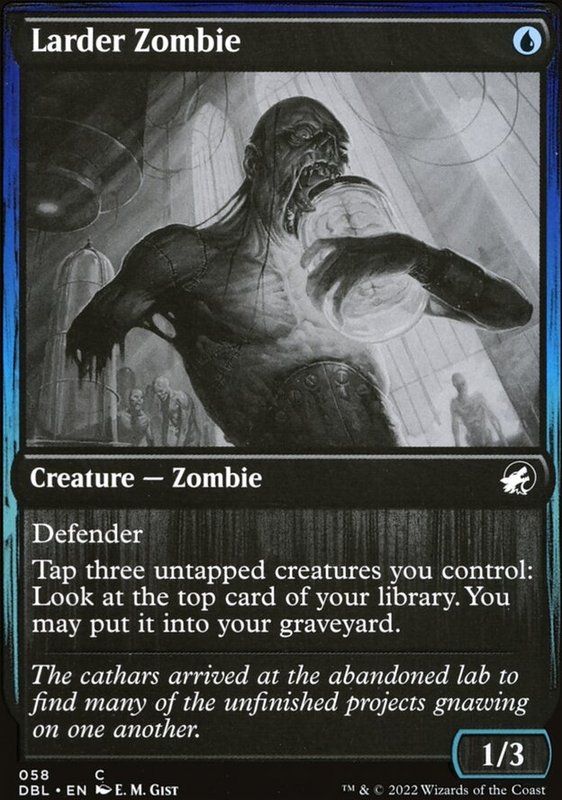 Larder Zombie
Creature — Zombie
Defender
Tap three untapped creatures you control:
Look at the top card of your library. You
may put it into your graveyard.
The cathars arrived at the abandoned lab to
find many of the unfinished projects gnawing
on one another.
1/3
058 C
DBL • EN E. M. Gist
™ & © 2022 Wizards of the Coast